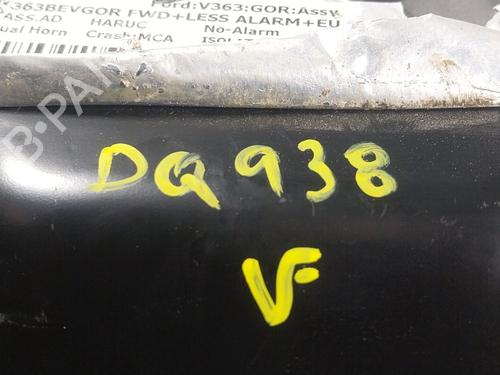 V363BEVGOR FWD+LESS ALARM+EU
Ford:V363:GOR:Assy
ASS.AD HARUC No-Alarm
ual Horn Crash:MCA
B-PA
DQ938
VF